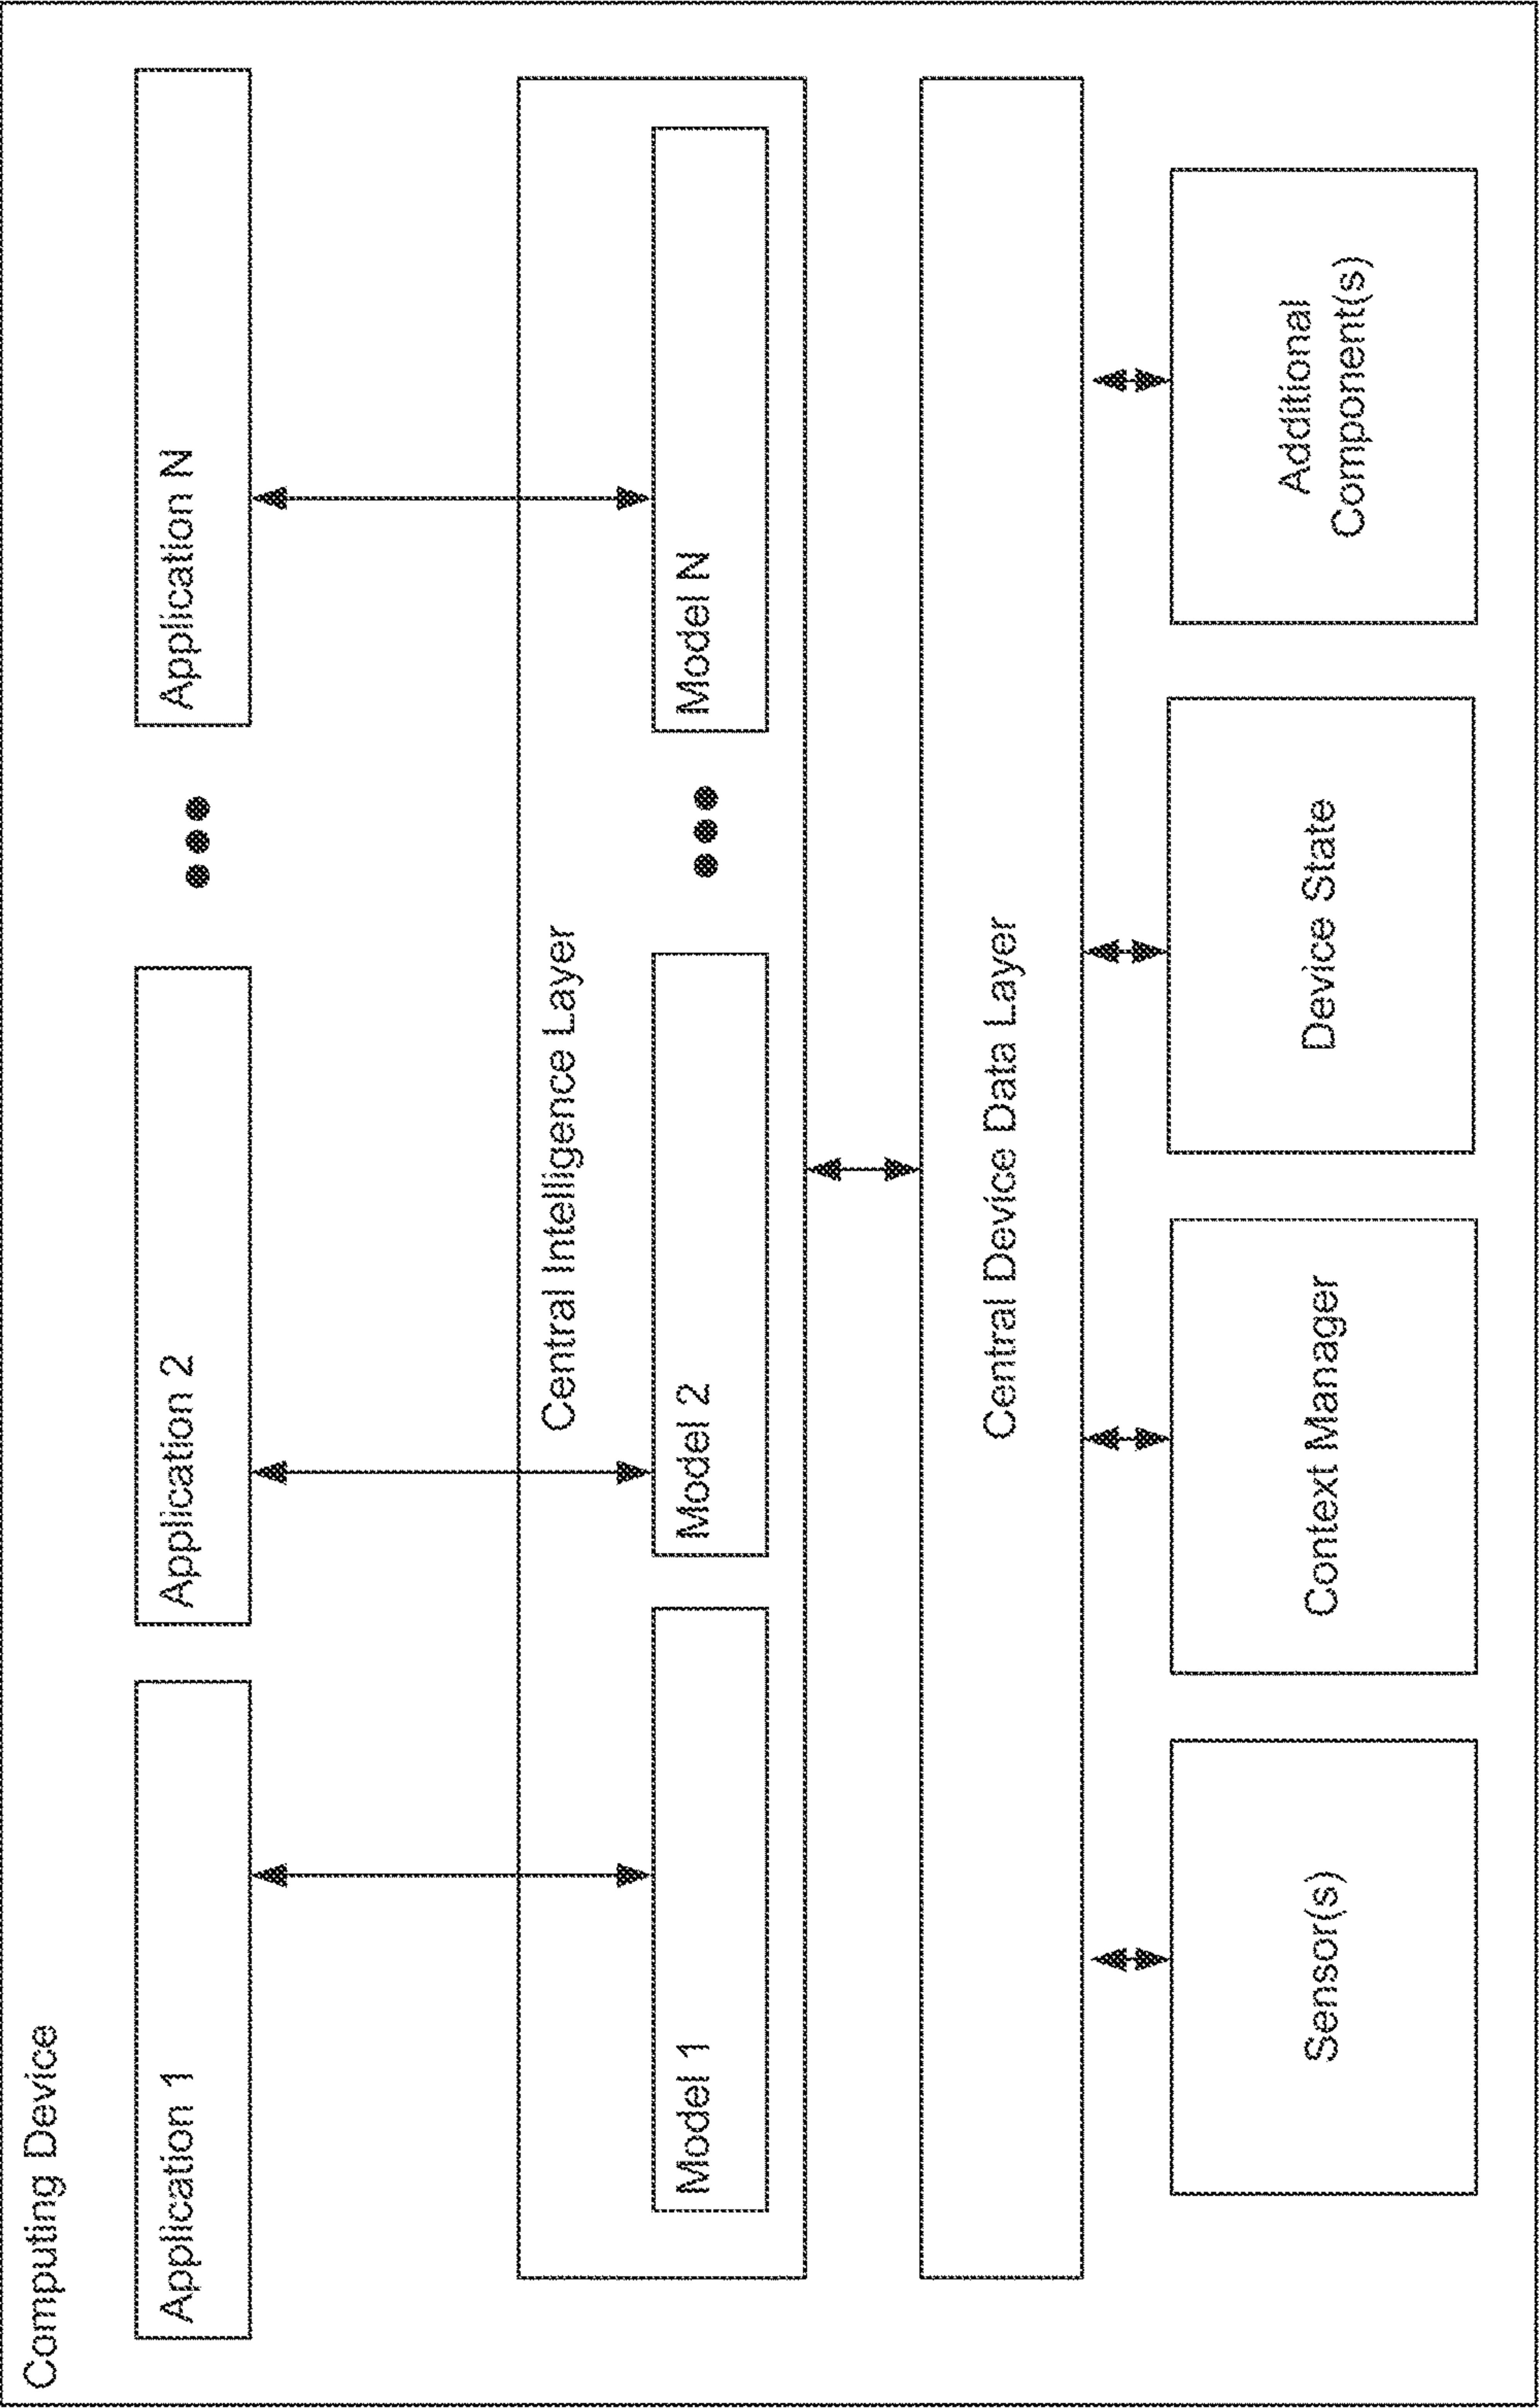 Computing Device
Application 1
Application 2
Application N
Central Intelligence Layer
Model 1
Model 2
Model N
Central Device Data Layer
Sensor(s)
Context Manager
Device State
Additional
Component(s)